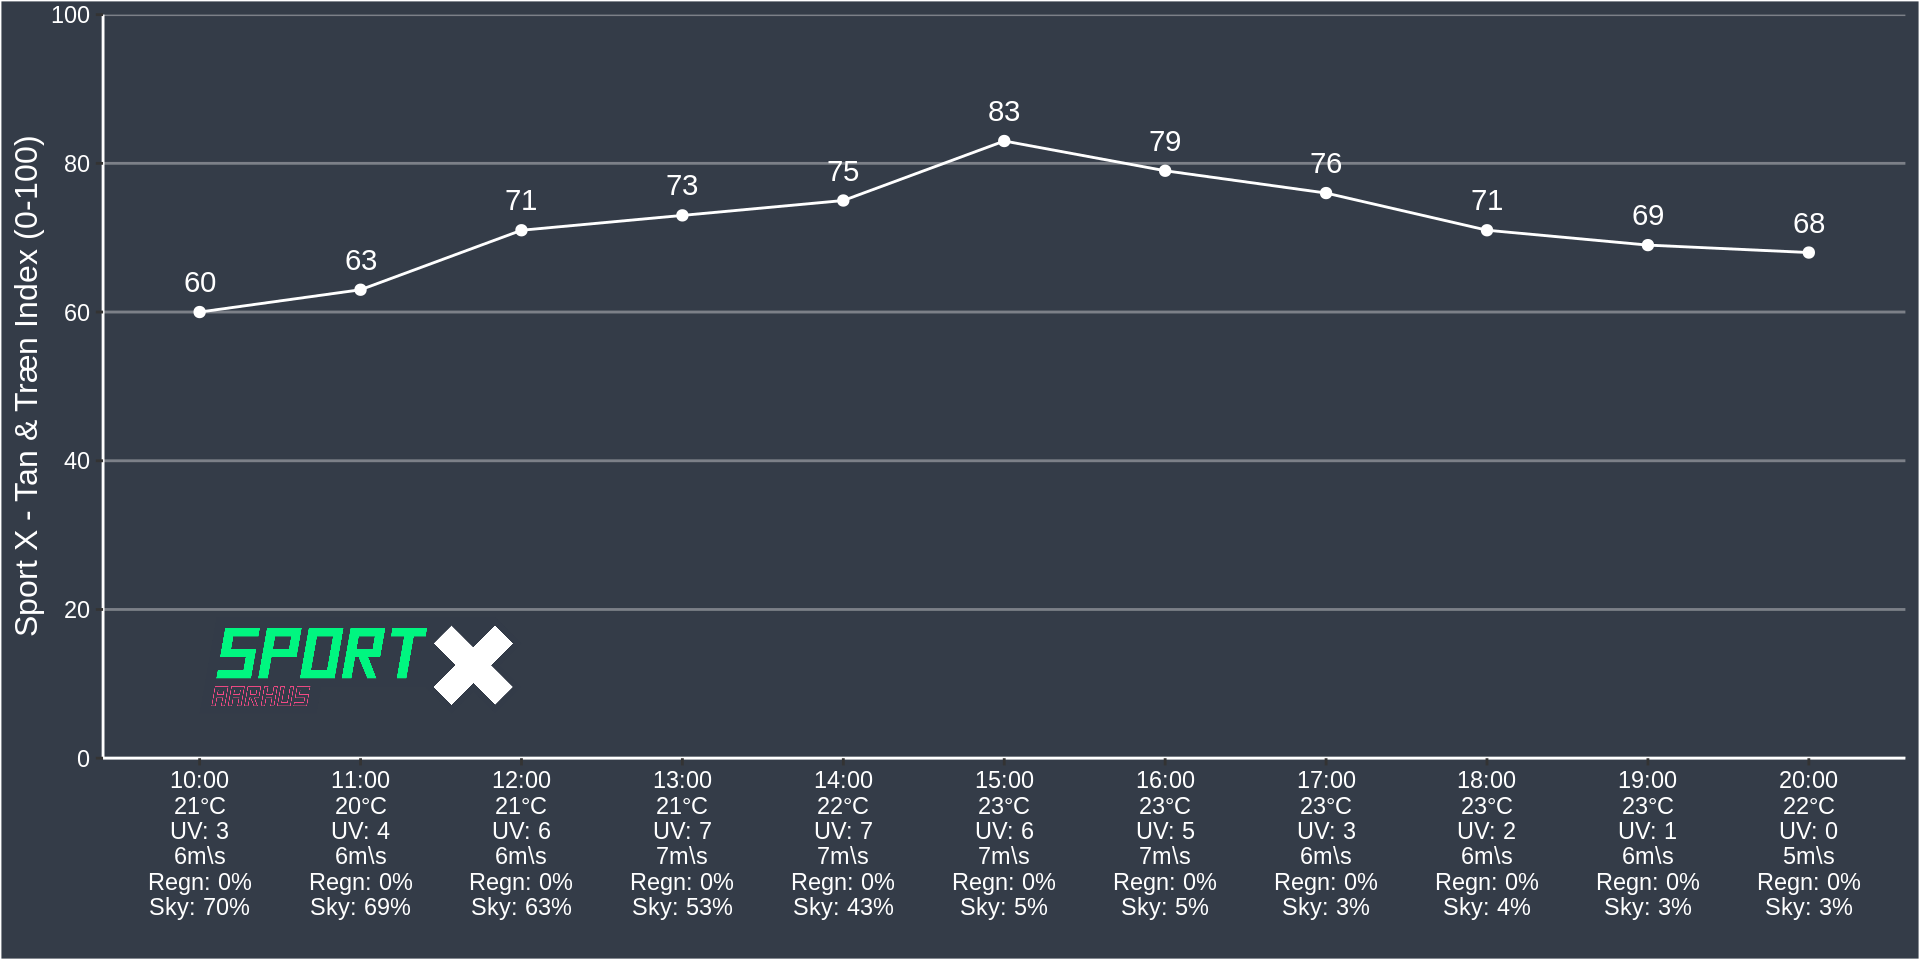 100
80
60
40
20
0
Sport X - Tan & Træn Index (0-100)
60 63 71 73 75 83 79 76 71 69 68
SPORT X
AARHUS
10:00 11:00 12:00 13:00 14:00 15:00 16:00 17:00 18:00 19:00 20:00
21°C 20°C 21°C 21°C 22°C 23°C 23°C 23°C 23°C 23°C 22°C
UV: 3 UV: 4 UV: 6 UV: 7 UV: 7 UV: 6 UV: 5 UV: 3 UV: 2 UV: 1 UV: 0
6m\s 6m\s 6m\s 7m\s 7m\s 7m\s 7m\s 6m\s 6m\s 6m\s 5m\s
Regn: 0% Regn: 0% Regn: 0% Regn: 0% Regn: 0% Regn: 0% Regn: 0% Regn: 0% Regn: 0% Regn: 0% Regn: 0%
Sky: 70% Sky: 69% Sky: 63% Sky: 53% Sky: 43% Sky: 5% Sky: 5% Sky: 3% Sky: 4% Sky: 3% Sky: 3%